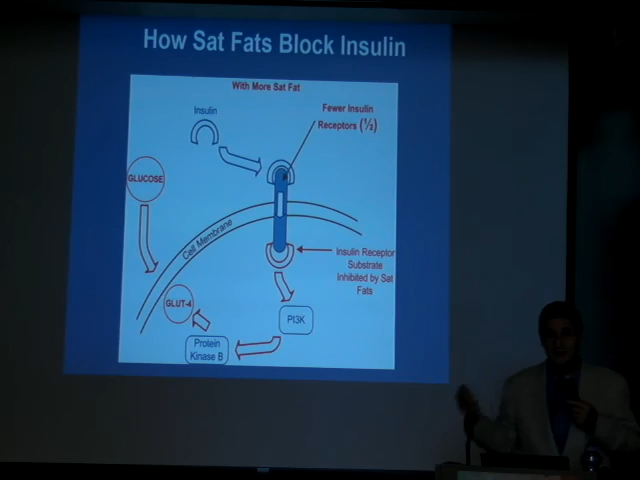 How Sat Fats Block Insulin
With More Sat Fat
Insulin
Fewer Insulin
Receptors (½)
GLUCOSE
Cell Membrane
Insulin Receptor
Substrate
Inhibited by Sat
Fats
GLUT-4
PI3K
Protein
Kinase B